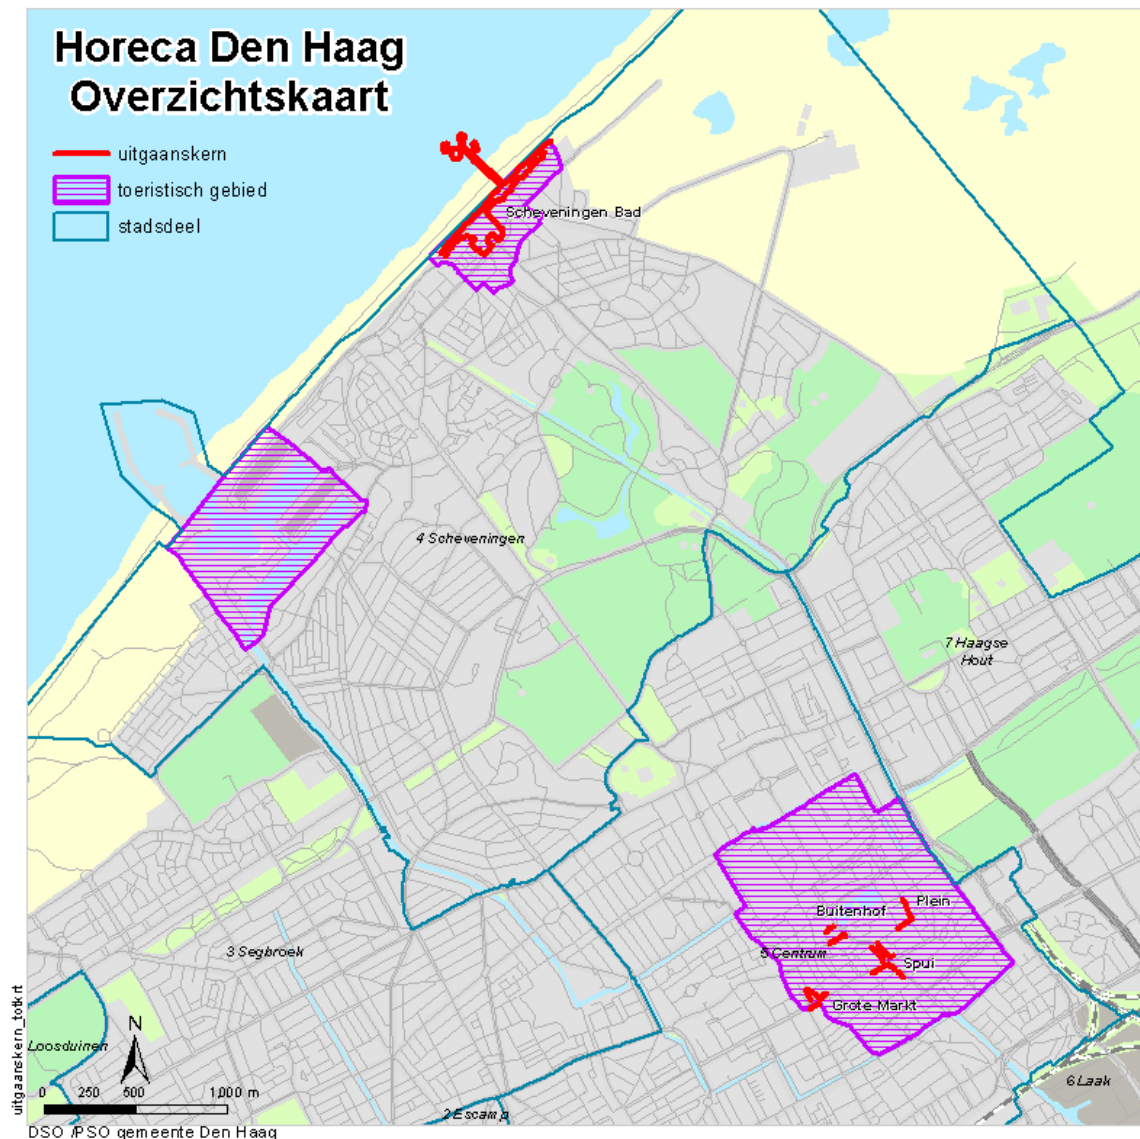 Horeca Den Haag
Overzichtskaart
uitgaanskern
toeristisch gebied
stadsdeel
Scheveningen Bad
4 Scheveningen
7 Haagse
Hout
Plein
Buitenhof
5 Centrum
Spui
Grote Markt
3 Segbroek
Loosduinen
6 Laak
2 Escamp
N
0 250 500 1,000 m
uitgaanskern_totkrt
DSO /PSO gemeente Den Haag